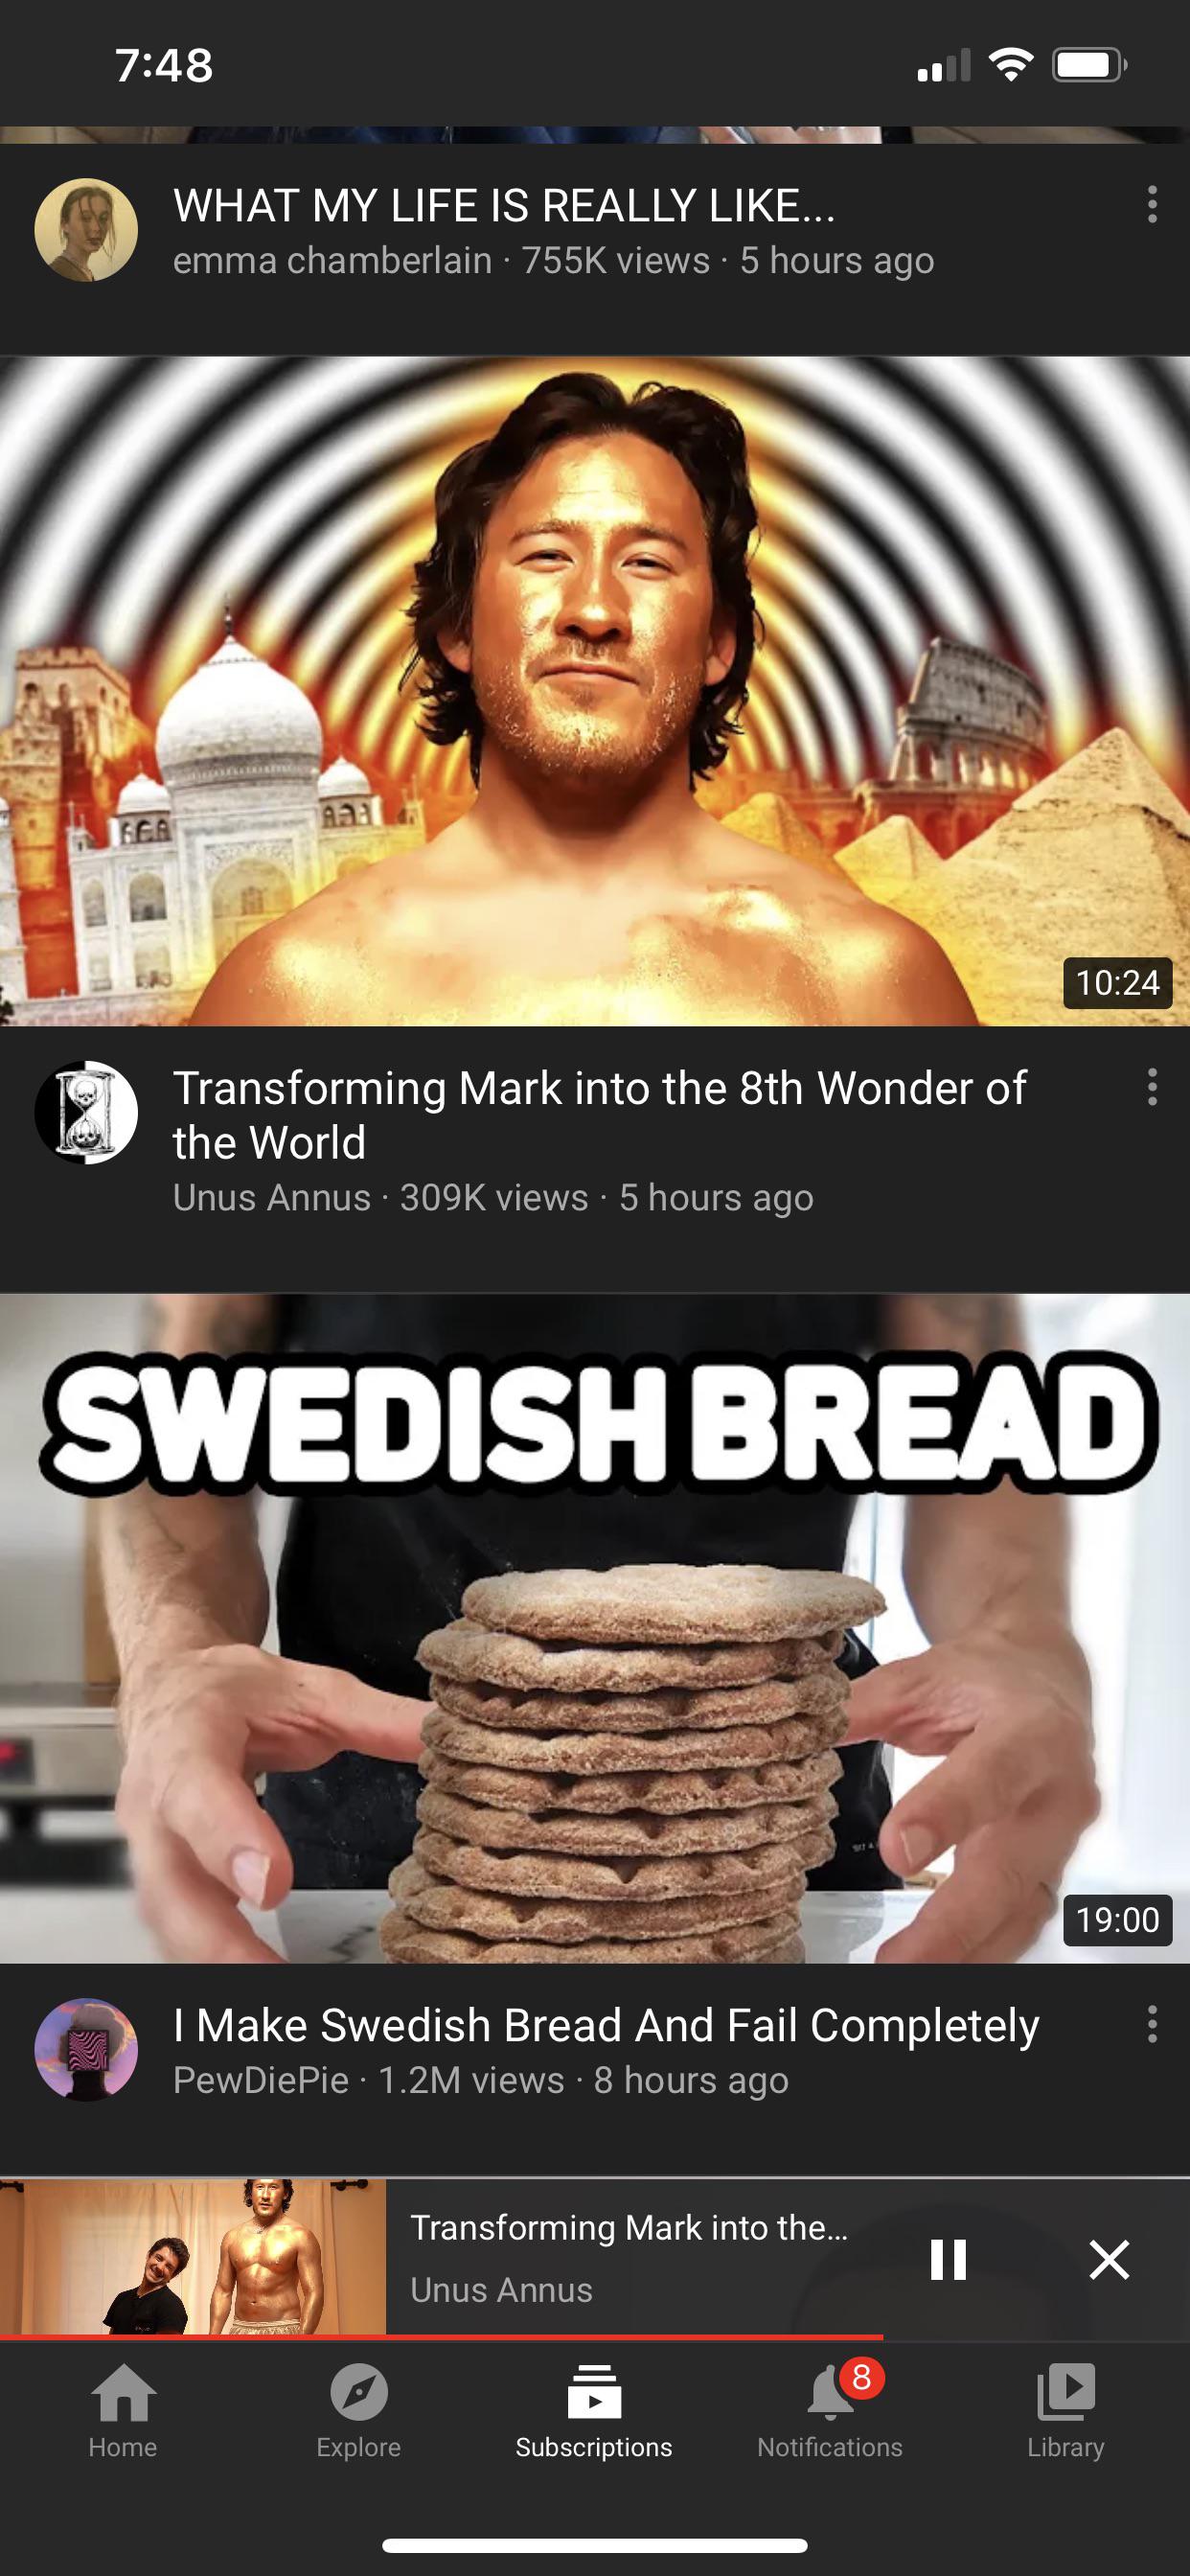 7:48
WHAT MY LIFE IS REALLY LIKE...
emma chamberlain · 755K views · 5 hours ago
10:24
Transforming Mark into the 8th Wonder of
the World
Unus Annus · 309K views · 5 hours ago
SWEDISH BREAD
19:00
I Make Swedish Bread And Fail Completely
PewDiePie · 1.2M views · 8 hours ago
Transforming Mark into the...
Unus Annus
8
Home Explore Subscriptions Notifications Library